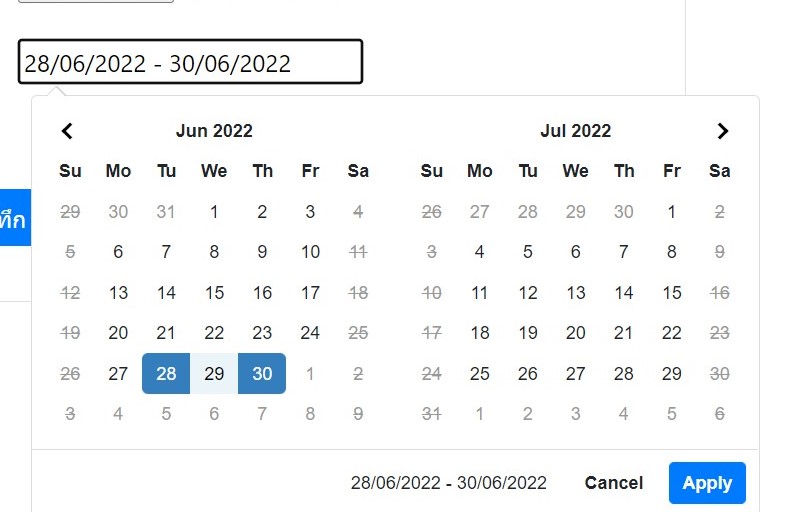 28/06/2022 - 30/06/2022
Jun 2022 Jul 2022
Su Mo Tu We Th Fr Sa Su Mo Tu We Th Fr Sa
29 30 31 1 2 3 4 26 27 28 29 30 1 2
5 6 7 8 9 10 11 3 4 5 6 7 8 9
12 13 14 15 16 17 18 10 11 12 13 14 15 16
19 20 21 22 23 24 25 17 18 19 20 21 22 23
26 27 28 29 30 1 2 24 25 26 27 28 29 30
3 4 5 6 7 8 9 31 1 2 3 4 5 6
28/06/2022 - 30/06/2022 Cancel Apply